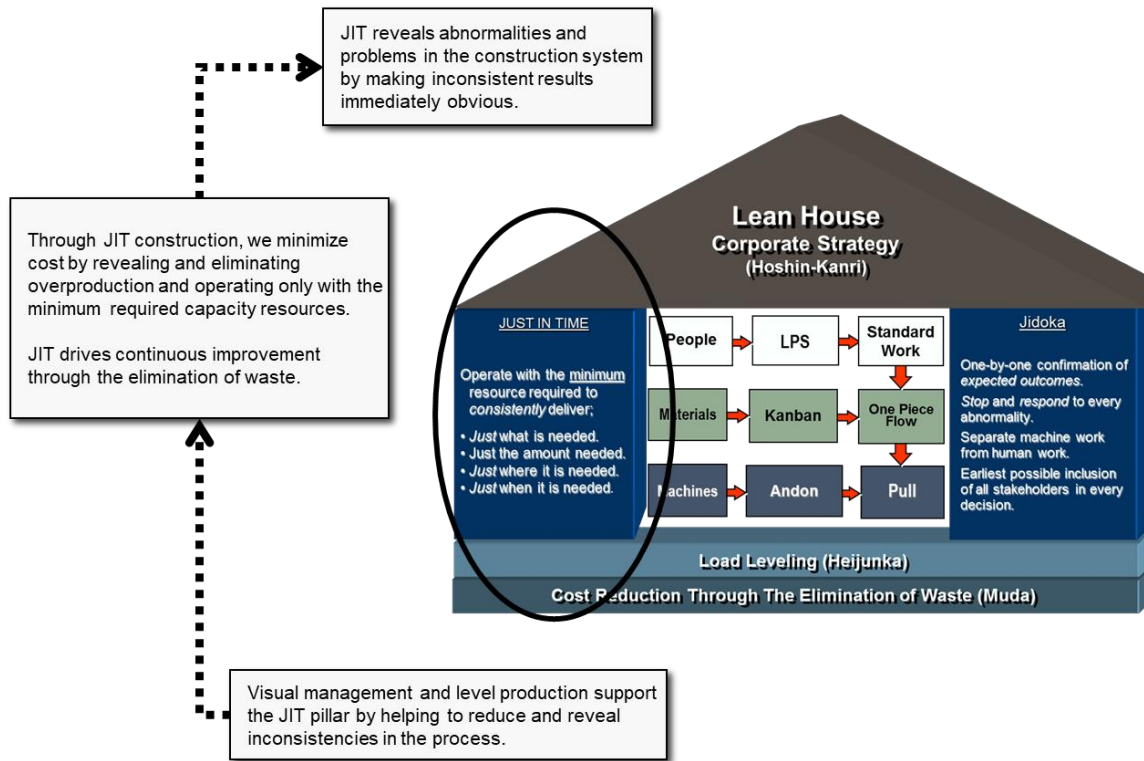 JIT reveals abnormalities and
problems in the construction system
by making inconsistent results
immediately obvious.
Through JIT construction, we minimize
cost by revealing and eliminating
overproduction and operating only with the
minimum required capacity resources.
JIT drives continuous improvement
through the elimination of waste.
Lean House
Corporate Strategy
(Hoshin-Kanri)
JUST IN TIME
Operate with the minimum
resource required to
consistently deliver;
• Just what is needed.
• Just the amount needed.
• Just where it is needed.
• Just when it is needed.
People
LPS
Standard
Work
Materials
Kanban
One Piece
Flow
Machines
Andon
Pull
Jidoka
One-by-one confirmation of
expected outcomes.
Stop and respond to every
abnormality.
Separate machine work
from human work.
Earliest possible inclusion
of all stakeholders in every
decision.
Load Leveling (Heijunka)
Cost Reduction Through The Elimination of Waste (Muda)
Visual management and level production support
the JIT pillar by helping to reduce and reveal
inconsistencies in the process.